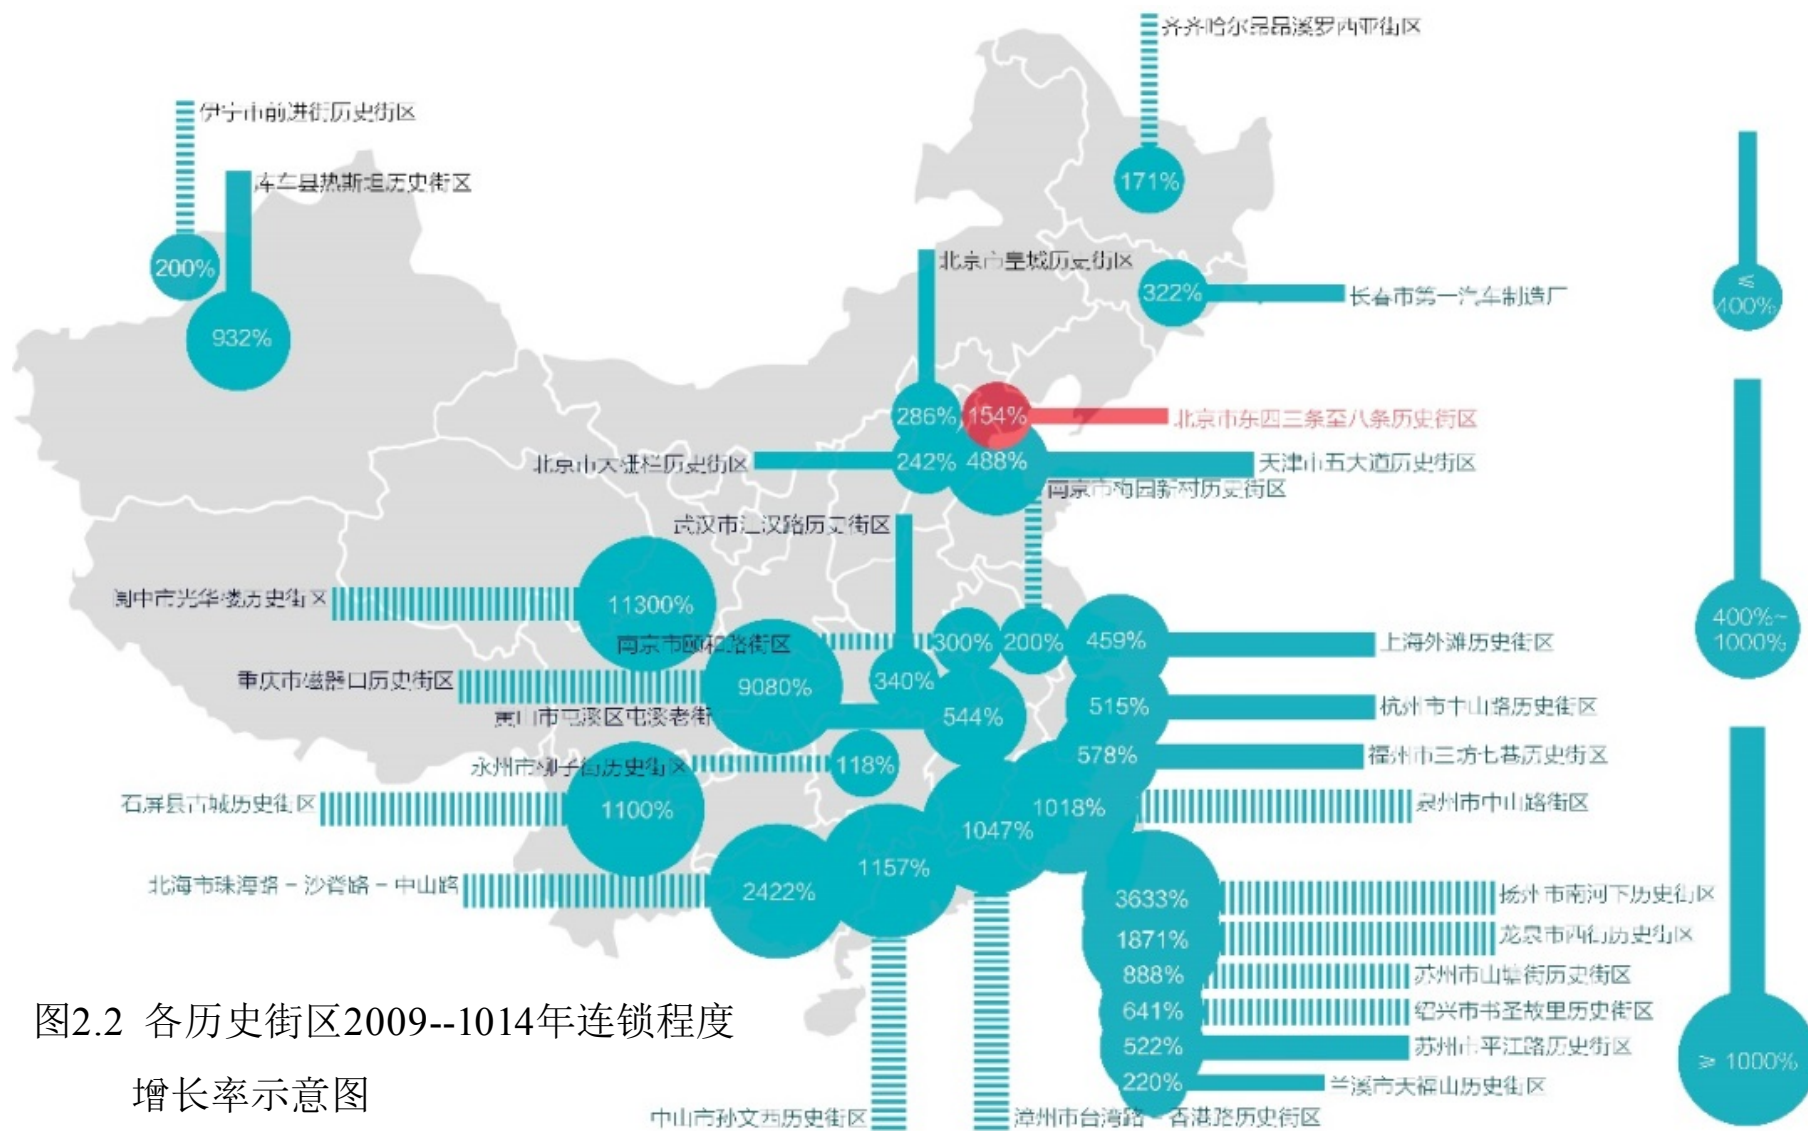 齐齐哈尔昂昂溪罗西亚街区
伊宁市前进街历史街区
171%
库车县热斯坦历史街区
200%
北京市皇城历史街区
322%
长春市第一汽车制造厂
≤
400%
932%
286%
154%
北京市东四三条至八条历史街区
北京市大栅栏历史街区
242%
488%
天津市五大道历史街区
南京市梅园新村历史街区
武汉市江汉路历史街区
阆中市光华楼历史街区
11300%
南京市颐和路街区
300%
200%
459%
上海外滩历史街区
400%~
1000%
重庆市磁器口历史街区
9080%
340%
黄山市屯溪区屯溪老街
544%
515%
杭州市中山路历史街区
永州市柳子街历史街区
118%
578%
福州市三坊七巷历史街区
石屏县古城历史街区
1100%
1047%
1018%
泉州市中山路街区
北海市珠海路－沙脊路－中山路
2422%
1157%
3633%
扬州市南河下历史街区
1871%
龙泉市西街历史街区
888%
苏州市山塘街历史街区
641%
绍兴市书圣故里历史街区
522%
苏州市平江路历史街区
≥ 1000%
220%
兰溪市天福山历史街区
中山市孙文西历史街区
漳州市台湾路－香港路历史街区
图2.2 各历史街区2009--1014年连锁程度
增长率示意图